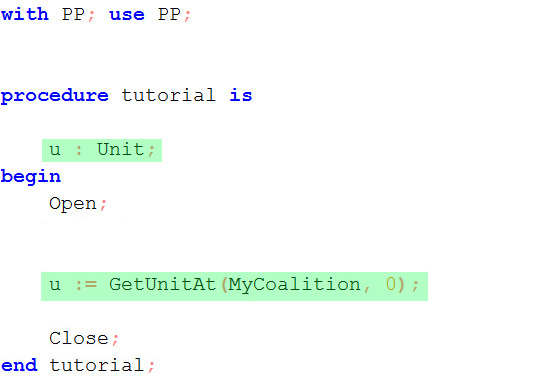 with PP; use PP;
procedure tutorial is
u : Unit;
begin
Open;
u := GetUnitAt(MyCoalition, 0);
Close;
end tutorial;